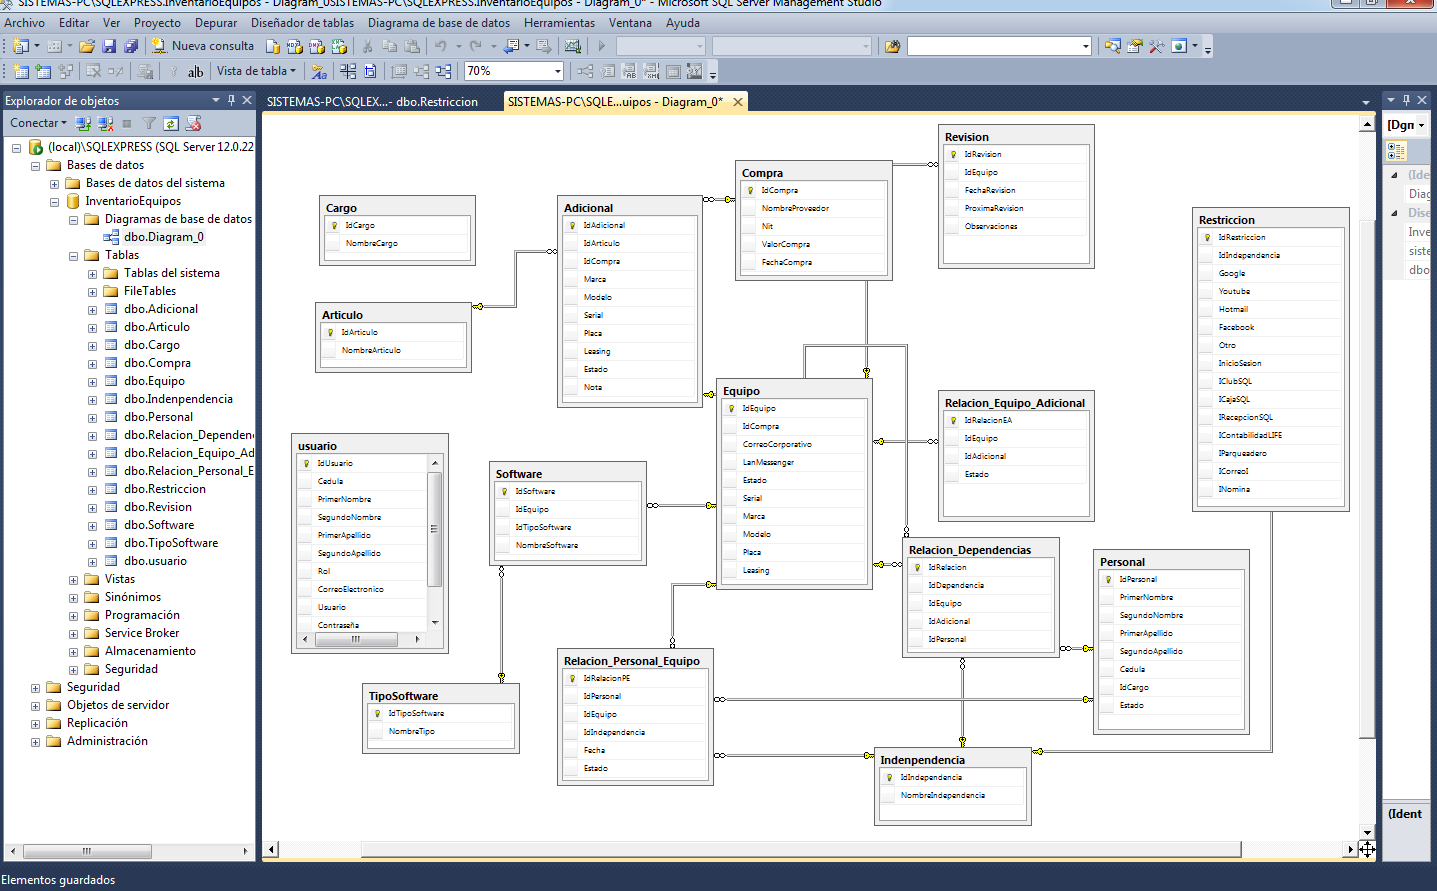 SISTEMAS-PC\SQLEXPRESS.InventarioEquipos - Diagram_0SISTEMAS-PC\SQLEXPRESS.InventarioEquipos - Diagram_0* - Microsoft SQL Server Management Studio
Archivo Editar Ver Proyecto Depurar Diseñador de tablas Diagrama de base de datos Herramientas Ventana Ayuda
Nueva consulta
Vista de tabla 70%
Explorador de objetos
Conectar
(local)\SQLEXPRESS (SQL Server 12.0.22
Bases de datos
Bases de datos del sistema
InventarioEquipos
Diagramas de base de datos
dbo.Diagram_0
Tablas
Tablas del sistema
FileTables
dbo.Adicional
dbo.Articulo
dbo.Cargo
dbo.Compra
dbo.Equipo
dbo.Indenpendencia
dbo.Personal
dbo.Relacion_Dependen
dbo.Relacion_Equipo_Ad
dbo.Relacion_Personal_E
dbo.Restriccion
dbo.Revision
dbo.Software
dbo.TipoSoftware
dbo.usuario
Vistas
Sinónimos
Programación
Service Broker
Almacenamiento
Seguridad
Seguridad
Objetos de servidor
Replicación
Administración
SISTEMAS-PC\SQLEX...- dbo.Restriccion
SISTEMAS-PC\SQLE...uipos - Diagram_0*
Cargo
IdCargo
NombreCargo
Articulo
IdArticulo
NombreArticulo
Adicional
IdAdicional
IdArticulo
IdCompra
Marca
Modelo
Serial
Placa
Leasing
Estado
Nota
Compra
IdCompra
NombreProveedor
Nit
ValorCompra
FechaCompra
Revision
IdRevision
IdEquipo
FechaRevision
ProximaRevision
Observaciones
Restriccion
IdRestriccion
IdIndependencia
Google
Youtube
Hotmail
Facebook
Otro
InicioSesion
IClubSQL
ICajaSQL
IRecepcionSQL
IContabilidadLIFE
IParqueadero
ICorreoI
INomina
usuario
IdUsuario
Cedula
PrimerNombre
SegundoNombre
PrimerApellido
SegundoApellido
Rol
CorreoElectronico
Usuario
Contraseña
Software
IdSoftware
IdEquipo
IdTipoSoftware
NombreSoftware
Equipo
IdEquipo
IdCompra
CorreoCorporativo
LanMessenger
Estado
Serial
Marca
Modelo
Placa
Leasing
Relacion_Equipo_Adicional
IdRelacionEA
IdEquipo
IdAdicional
Estado
Relacion_Dependencias
IdRelacion
IdDependencia
IdEquipo
IdAdicional
IdPersonal
Personal
IdPersonal
PrimerNombre
SegundoNombre
PrimerApellido
SegundoApellido
Cedula
IdCargo
Estado
TipoSoftware
IdTipoSoftware
NombreTipo
Relacion_Personal_Equipo
IdRelacionPE
IdPersonal
IdEquipo
IdIndependencia
Fecha
Estado
Indenpendencia
IdIndependencia
NombreIndependencia
[Dgn
(Ide
Diag
Dise
Inve
siste
dbo
(Ident
Elementos guardados